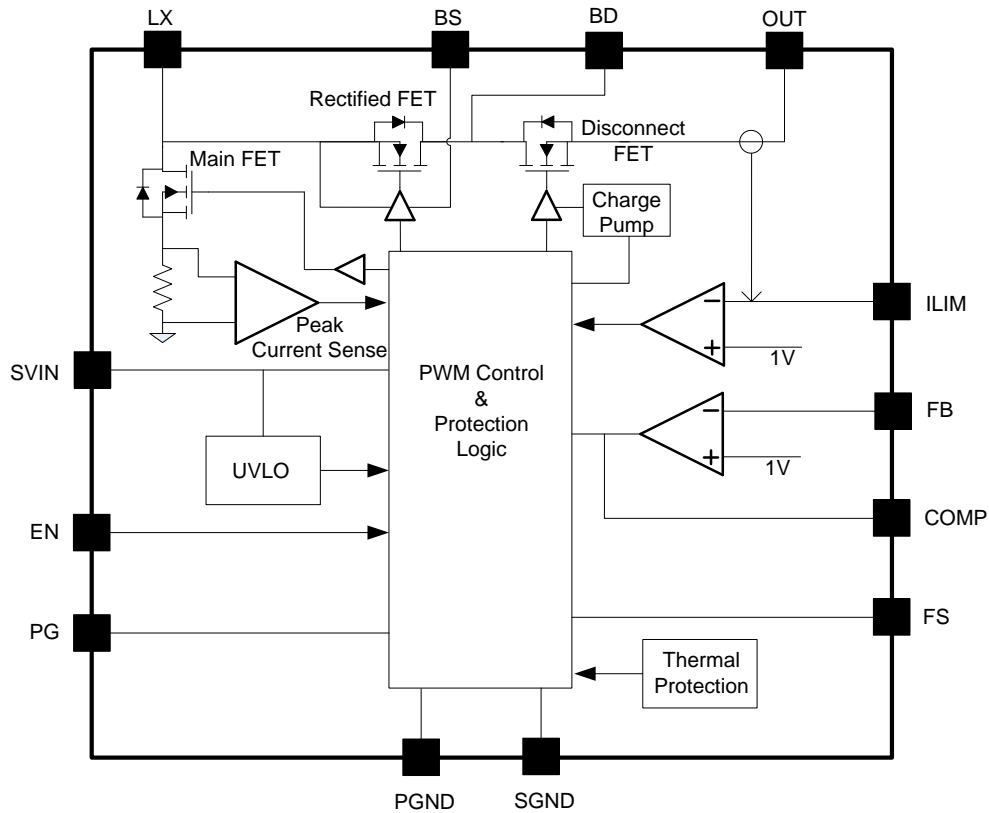 LX
BS
BD
OUT
Rectified FET
Disconnect
FET
Main FET
Charge
Pump
−
+
1V
ILIM
Peak
Current Sense
SVIN
PWM Control
&
Protection
Logic
−
+
1V
FB
UVLO
COMP
EN
FS
PG
Thermal
Protection
PGND
SGND